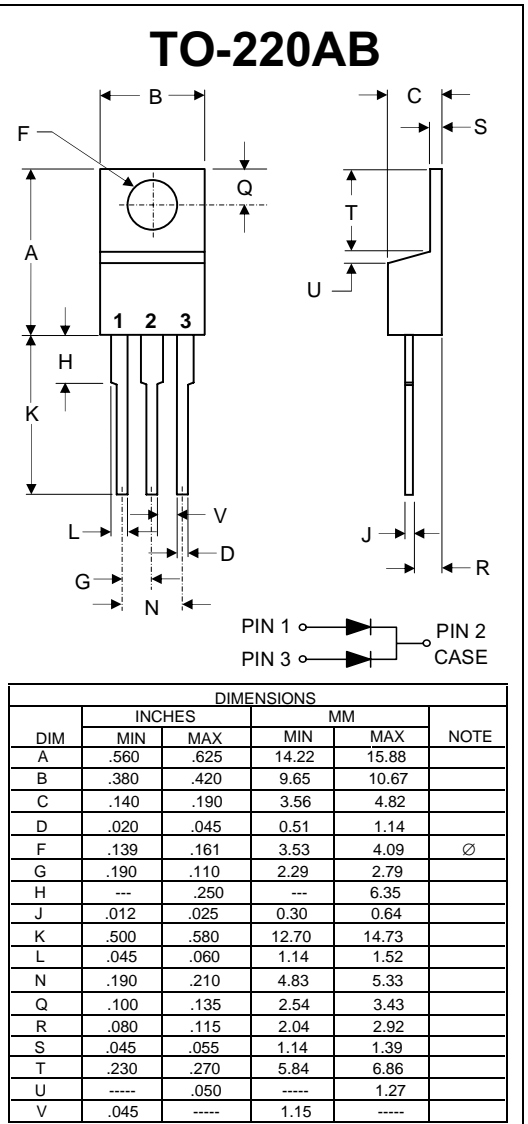 TO-220AB
B
C
S
F
Q
T
A
U
1 2 3
H
K
L
V
J
D
R
G
N
PIN 1
PIN 2
PIN 3
CASE
DIMENSIONS
INCHES MM
DIM MIN MAX MIN MAX NOTE
A .560 .625 14.22 15.88
B .380 .420 9.65 10.67
C .140 .190 3.56 4.82
D .020 .045 0.51 1.14
F .139 .161 3.53 4.09 ∅
G .190 .110 2.29 2.79
H --- .250 --- 6.35
J .012 .025 0.30 0.64
K .500 .580 12.70 14.73
L .045 .060 1.14 1.52
N .190 .210 4.83 5.33
Q .100 .135 2.54 3.43
R .080 .115 2.04 2.92
S .045 .055 1.14 1.39
T .230 .270 5.84 6.86
U ----- .050 ----- 1.27
V .045 ----- 1.15 -----